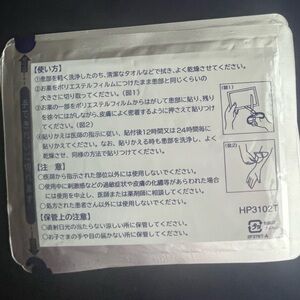 【使い方】
①患部を軽く洗浄したのち、清潔なタオルなどで拭き、よく乾燥させてください。
②お薬をポリエステルフィルムにつけたまま患部と同じくらいの
大きさに切り取ってください。(図1)
③お薬の一部をポリエステルフィルムからはがして患部に貼り、残り
を徐々にはがしながら、皮膚によく密着するように押さえて貼りつけ
てください。(図2)
④貼りかえは医師の指示に従い、貼付後12時間又は24時間毎に
貼りかえてください。なお、貼りかえる時も患部を洗浄し、よく
乾燥させ、同様の方法で貼りつけてください。
【注 意】
○医師から指示された部位以外には使用しないでください。
○使用中に刺激感などの過敏症状や皮膚の化膿等があらわれた場合
には使用を中止し、医師または薬剤師に相談してください。
○処方された患者さん以外には使用しないでください。
【保管上の注意】
○直射日光の当たらない涼しい所に保管してください。
○お子さまの手や目の届かない所に保管してください。
(図1)
(図2)
HP3102T
プラ